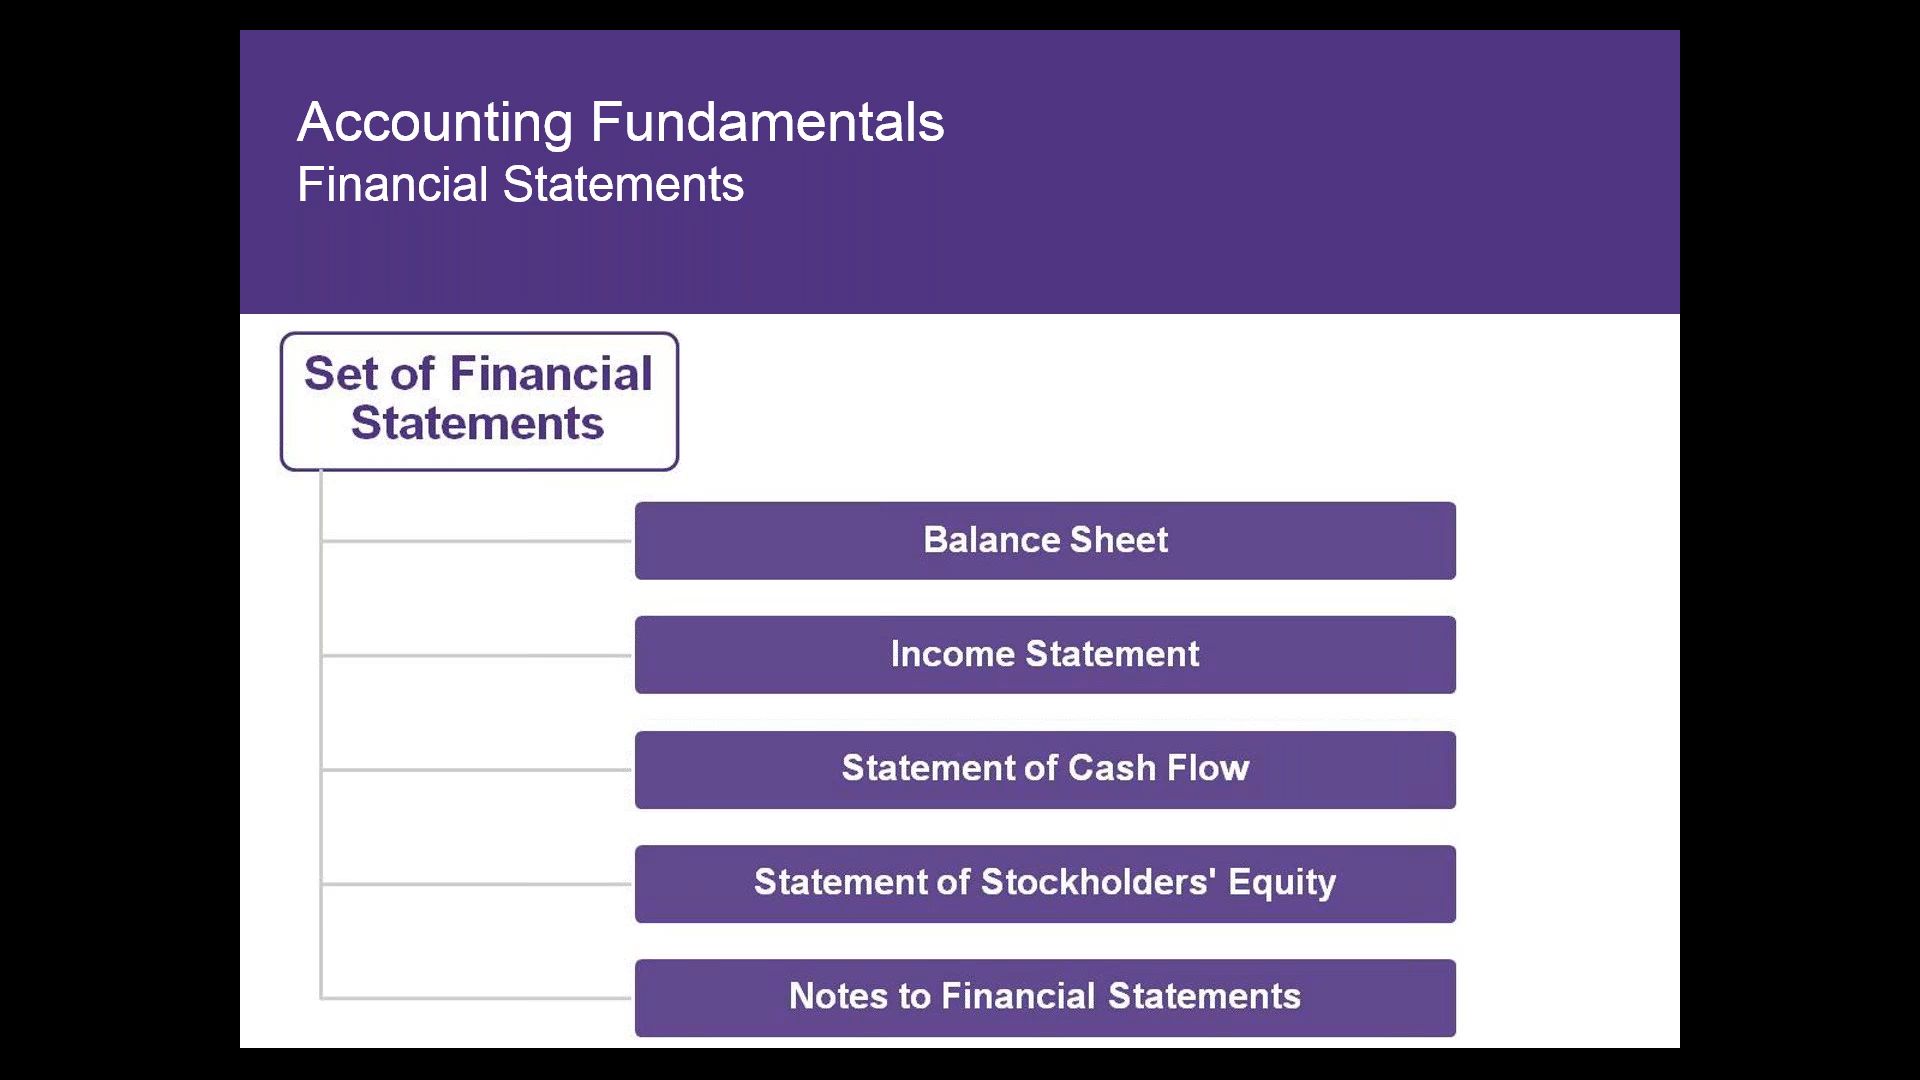 Accounting Fundamentals
Financial Statements
Set of Financial
Statements
Balance Sheet
Income Statement
Statement of Cash Flow
Statement of Stockholders' Equity
Notes to Financial Statements